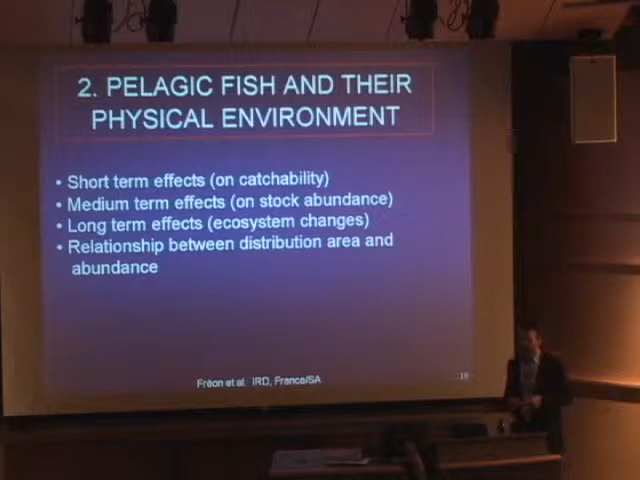 2. PELAGIC FISH AND THEIR
PHYSICAL ENVIRONMENT
• Short term effects (on catchability)
• Medium term effects (on stock abundance)
• Long term effects (ecosystem changes)
• Relationship between distribution area and
abundance
Fréon et al IRD, France/SA